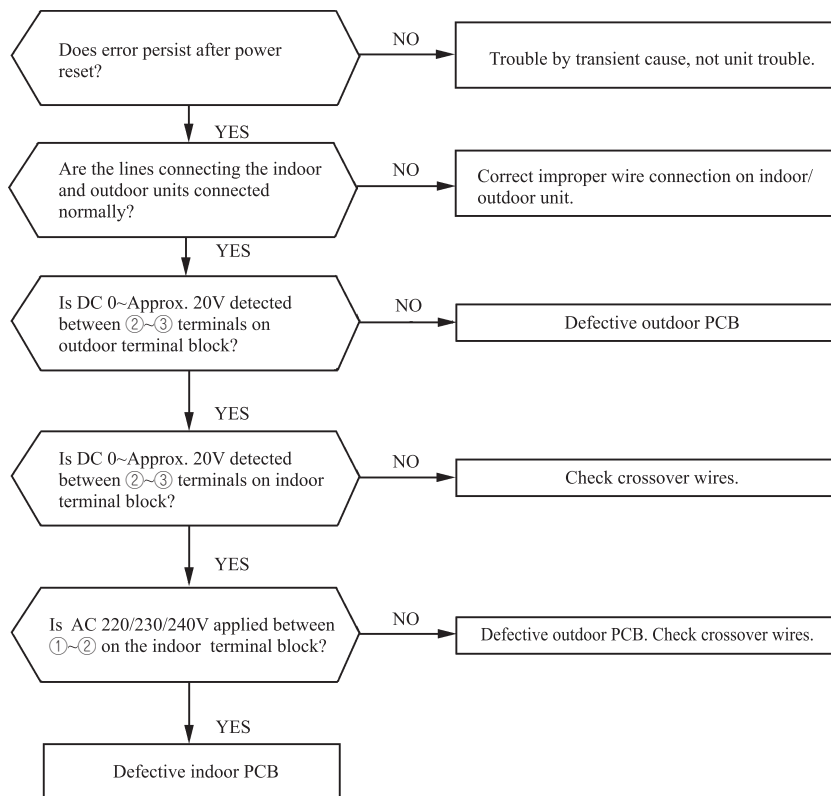 Does error persist after power
reset?
NO
Trouble by transient cause, not unit trouble.
YES
Are the lines connecting the indoor
and outdoor units connected
normally?
NO
Correct improper wire connection on indoor/
outdoor unit.
YES
Is DC 0~Approx. 20V detected
between ②~③ terminals on
outdoor terminal block?
NO
Defective outdoor PCB
YES
Is DC 0~Approx. 20V detected
between ②~③ terminals on indoor
terminal block?
NO
Check crossover wires.
YES
Is AC 220/230/240V applied between
①~② on the indoor terminal block?
NO
Defective outdoor PCB. Check crossover wires.
YES
Defective indoor PCB